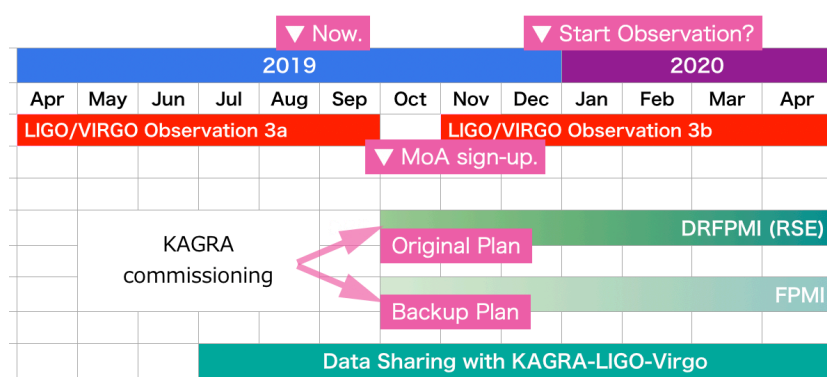 ▼ Now.
▼ Start Observation?
2019
2020
Apr May Jun Jul Aug Sep Oct Nov Dec Jan Feb Mar Apr
LIGO/VIRGO Observation 3a
LIGO/VIRGO Observation 3b
▼ MoA sign-up.
KAGRA
commissioning
Original Plan
DRFPMI (RSE)
Backup Plan
FPMI
Data Sharing with KAGRA-LIGO-Virgo